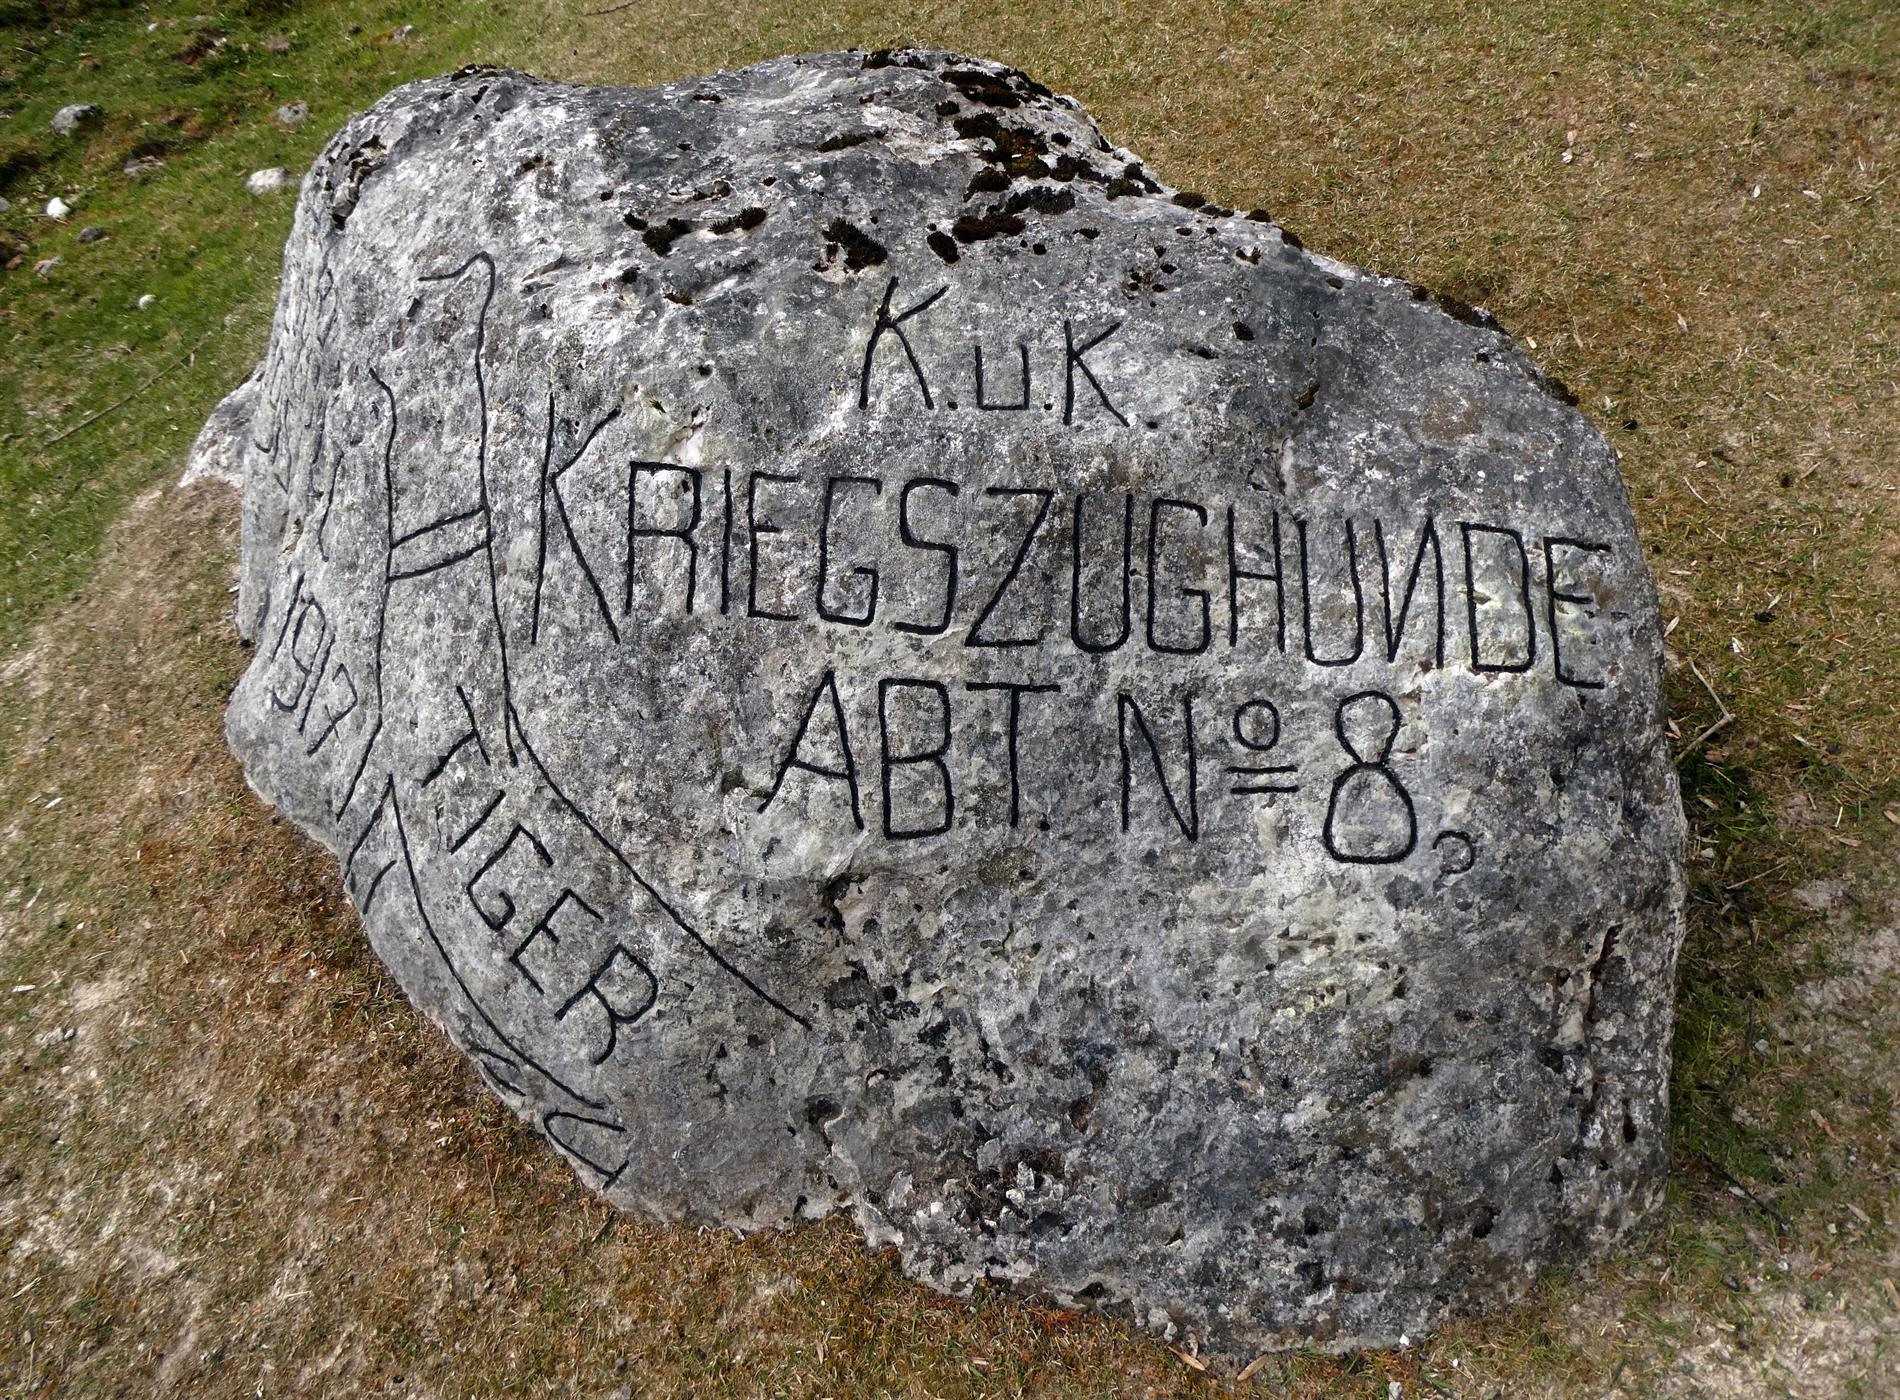 K.u.K.
KRIEGSZUGHUNDE
ABT Nº 8
TIGER
1917